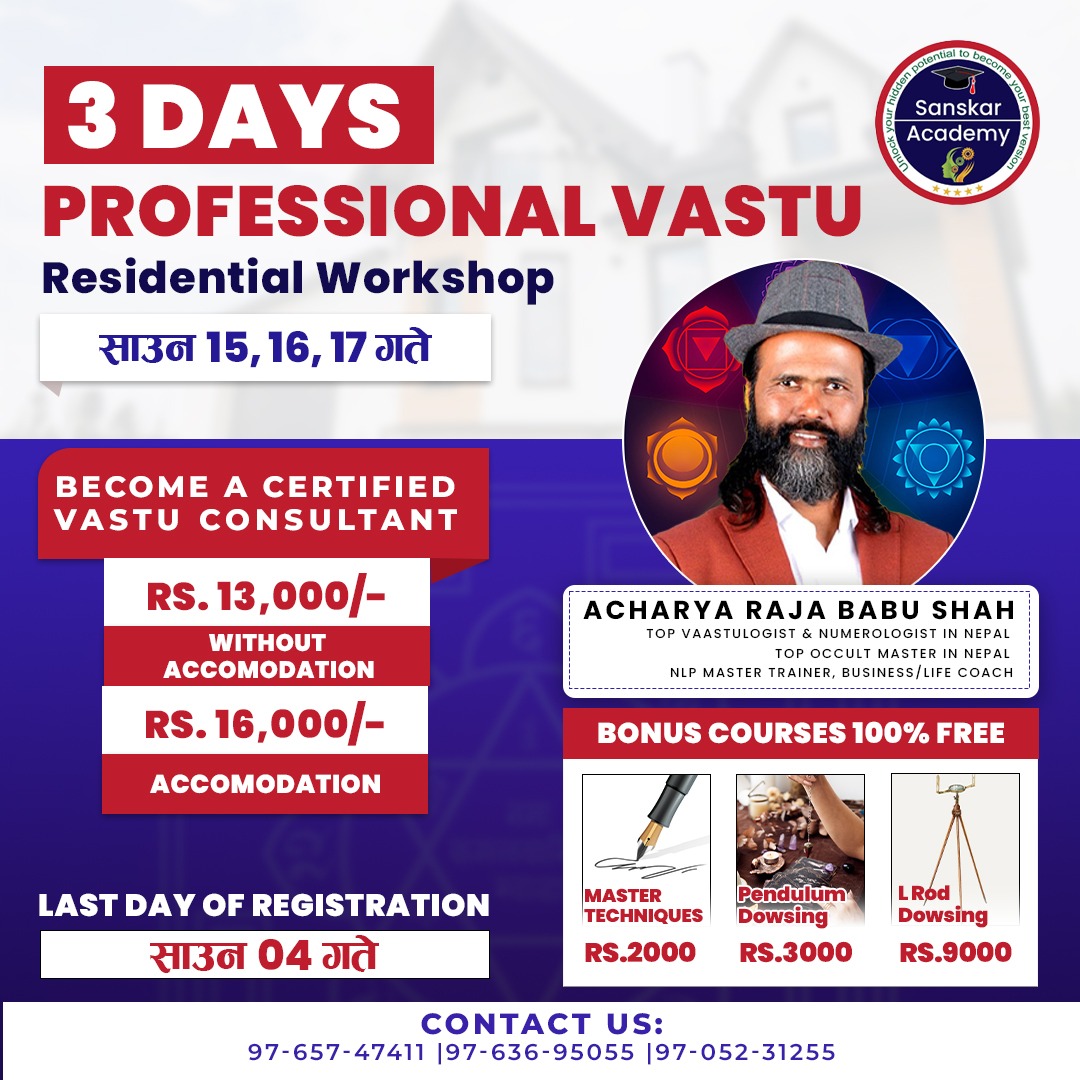 3 DAYS
PROFESSIONAL VASTU
Residential Workshop
साउन 15, 16, 17 गते
Unlock your hidden potential to become your best version
Sanskar
Academy
BECOME A CERTIFIED
VASTU CONSULTANT
RS. 13,000/-
WITHOUT
ACCOMODATION
RS. 16,000/-
ACCOMODATION
LAST DAY OF REGISTRATION
साउन 04 गते
ACHARYA RAJA BABU SHAH
TOP VAASTULOGIST & NUMEROLOGIST IN NEPAL
TOP OCCULT MASTER IN NEPAL
NLP MASTER TRAINER, BUSINESS/LIFE COACH
BONUS COURSES 100% FREE
MASTER
TECHNIQUES
RS.2000
Pendulum
Dowsing
RS.3000
L Rod
Dowsing
RS.9000
CONTACT US:
97-657-47411 |97-636-95055 |97-052-31255